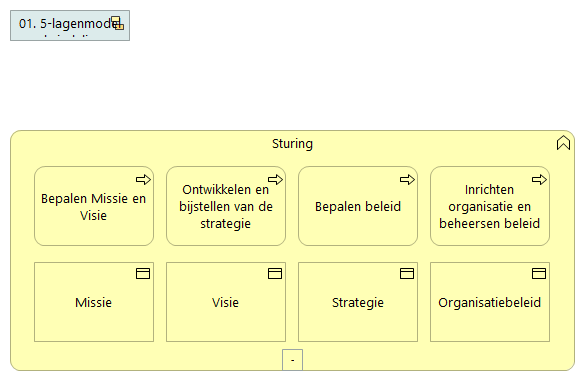 01. 5-lagenmodel
Sturing
Bepalen Missie en
Visie
Ontwikkelen en
bijstellen van de
strategie
Bepalen beleid
Inrichten
organisatie en
beheersen beleid
Missie
Visie
Strategie
Organisatiebeleid
-